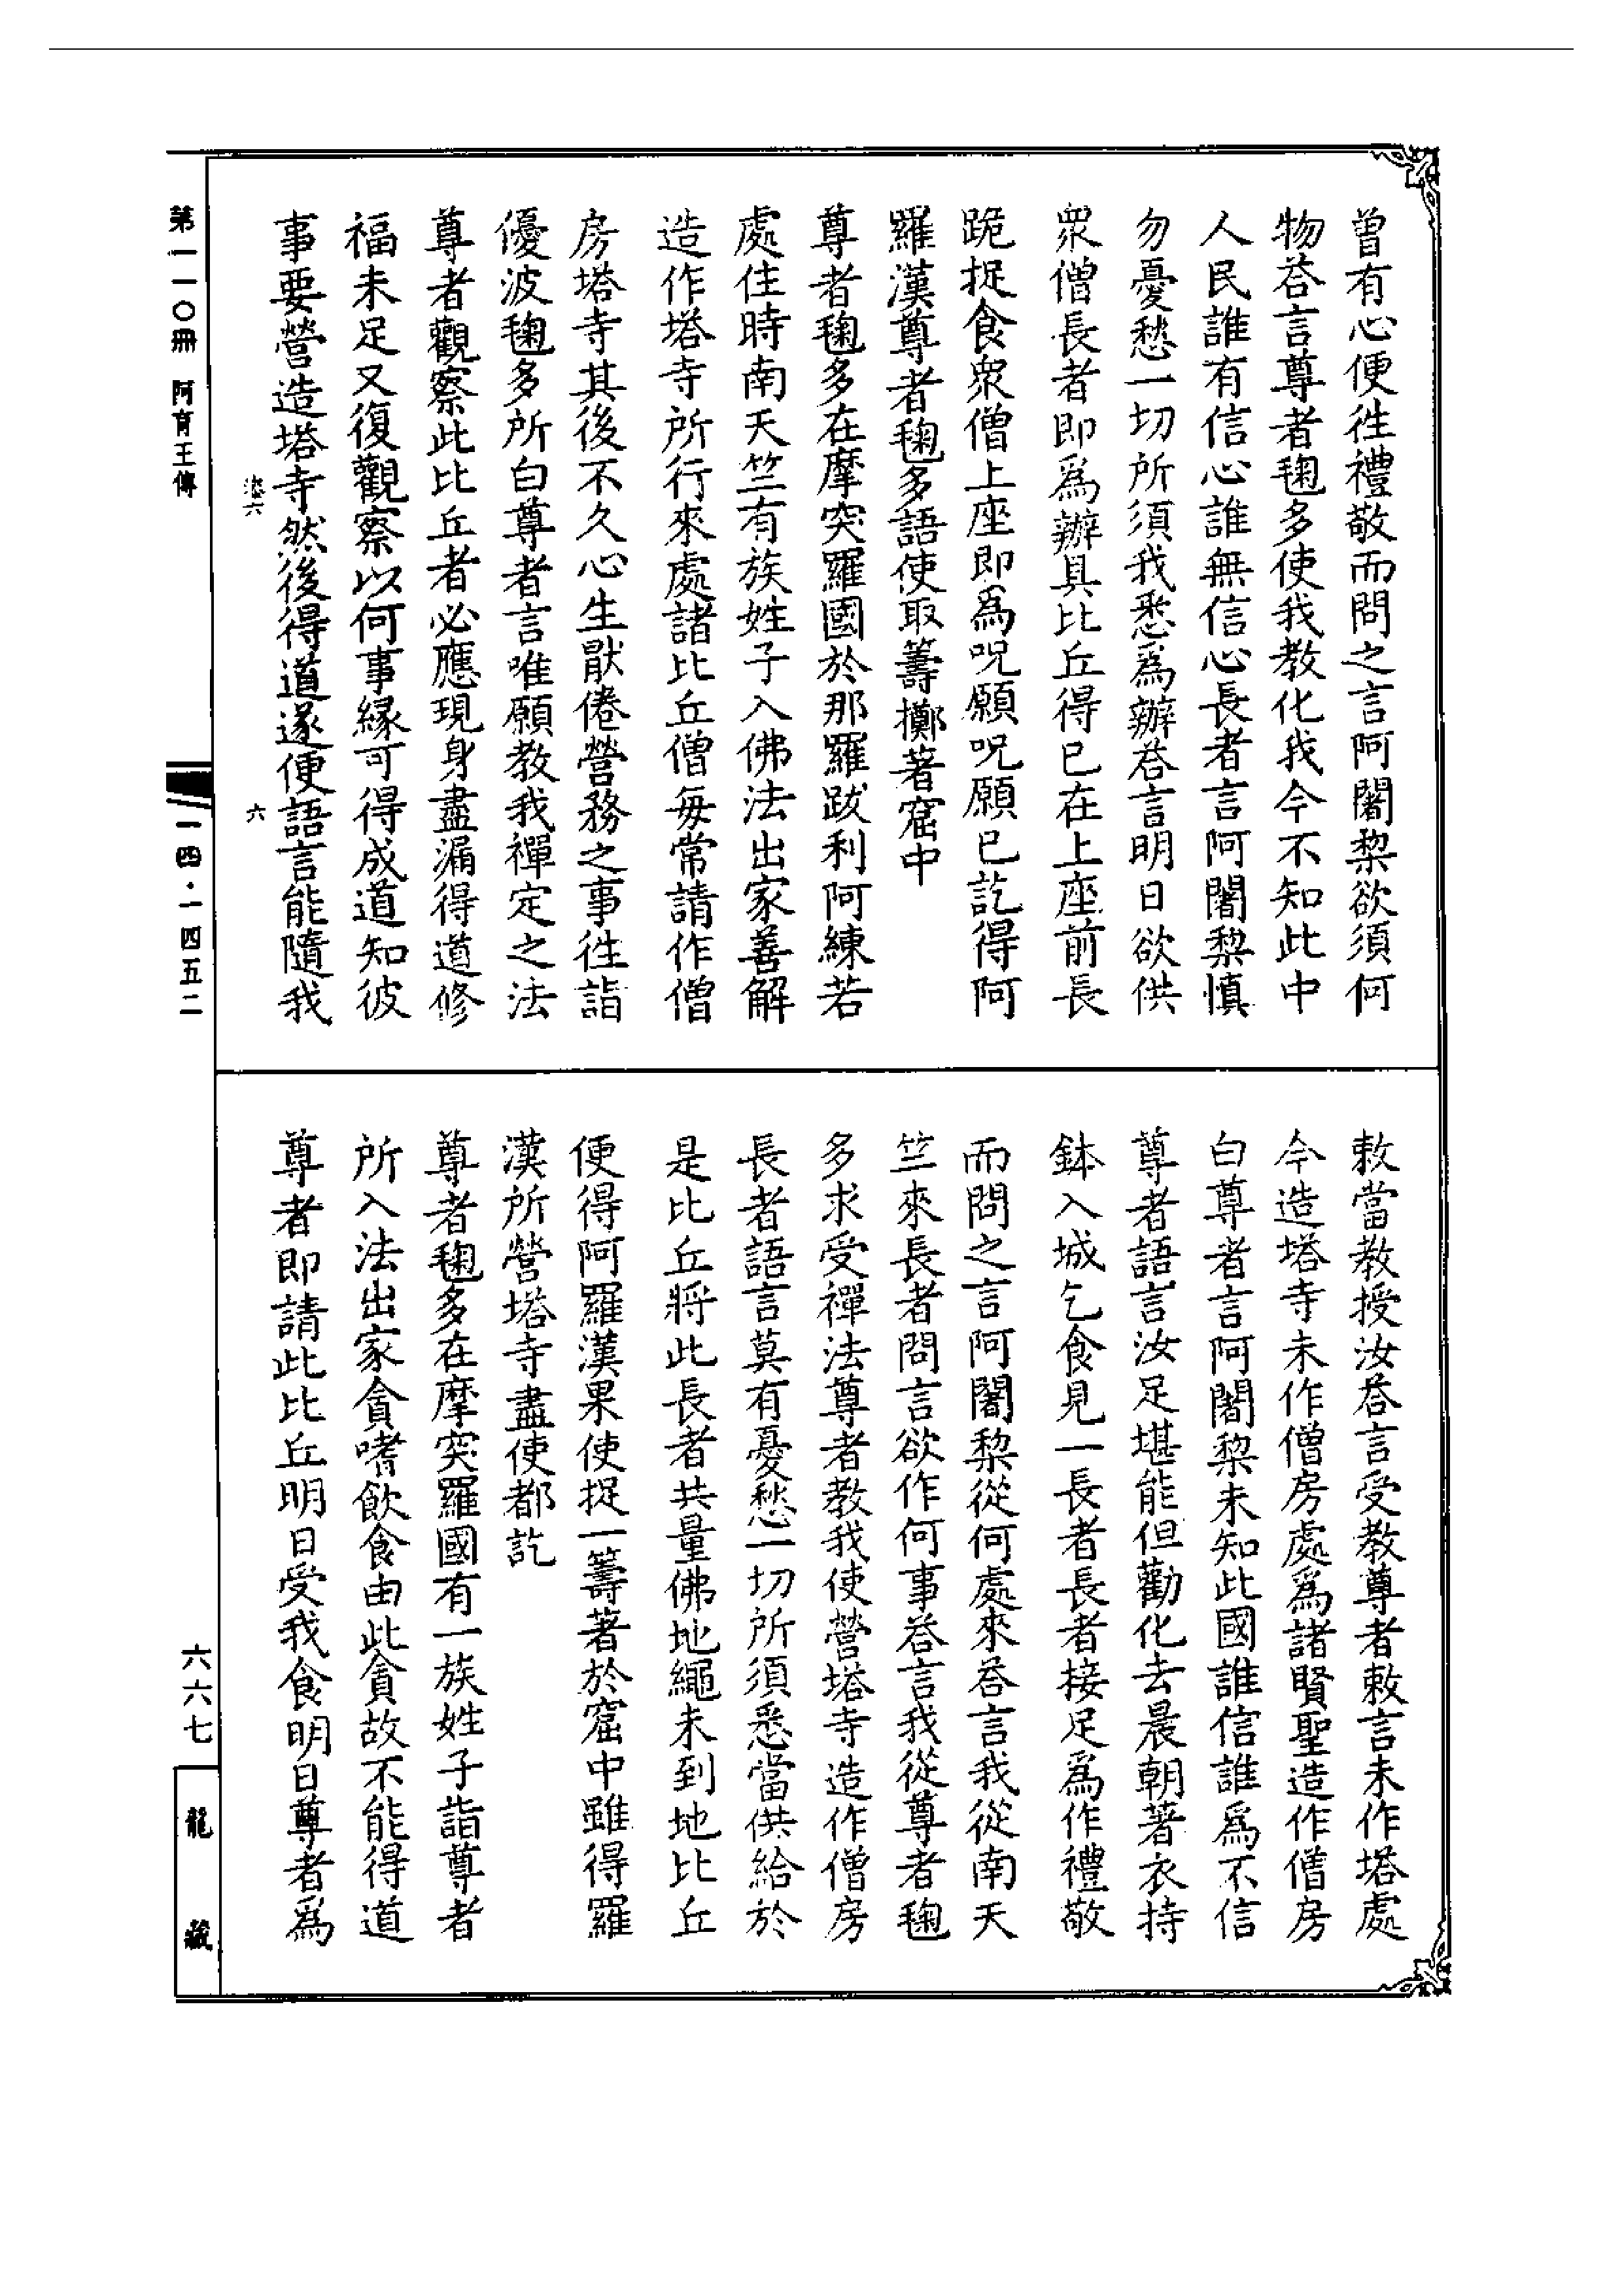 曾有心便徃禮敬而問之言阿闍棃欲須何
物荅言尊者毱多使我教化我今不知此中
人民誰有信心誰無信心長者言阿闍棃慎
勿憂愁一切所須我悉爲辦荅言明日欲供
衆僧長者即爲辦具比丘得已在上座前長
跪捉食衆僧上座即爲呪願呪願已訖得阿
羅漢尊者毱多語使取籌擲著窟中
尊者毱多在摩突羅國於那羅跋利阿練若
處住時南天竺有族姓子入佛法出家善解
造作塔寺所行來處諸比丘僧每常請作僧
房塔寺其後不久心生猒倦營務之事徃詣
優波毱多所白尊者言唯願教我禪定之法
尊者觀察此比丘者必應現身盡漏得道修
福未足又復觀察以何事緣可得成道知彼
事要營造塔寺然後得道遂便語言能隨我
敕當教授汝荅言受教尊者敕言未作塔處
今造塔寺未作僧房處爲諸賢聖造作僧房
白尊者言阿闍棃未知此國誰信誰爲不信
尊者語言汝足堪能但勸化去晨朝著衣持
鉢入城乞食見一長者長者接足爲作禮敬
而問之言阿闍棃從何處來荅言我從南天
竺來長者問言欲作何事荅言我從尊者毱
多求受禪法尊者教我使營塔寺造作僧房
長者語言莫有憂愁一切所須悉當供給於
是比丘將此長者共量佛地繩未到地比丘
便得阿羅漢果使捉一籌著於窟中雖得羅
漢所營塔寺盡使都訖
尊者毱多在摩突羅國有一族姓子詣尊者
所入法出家貪嗜飲食由此貪故不能得道
尊者即請此比丘明日受我食明日尊者爲
第一一〇冊 阿育王傳
六
六
一四·一四五二
六六七
龍藏